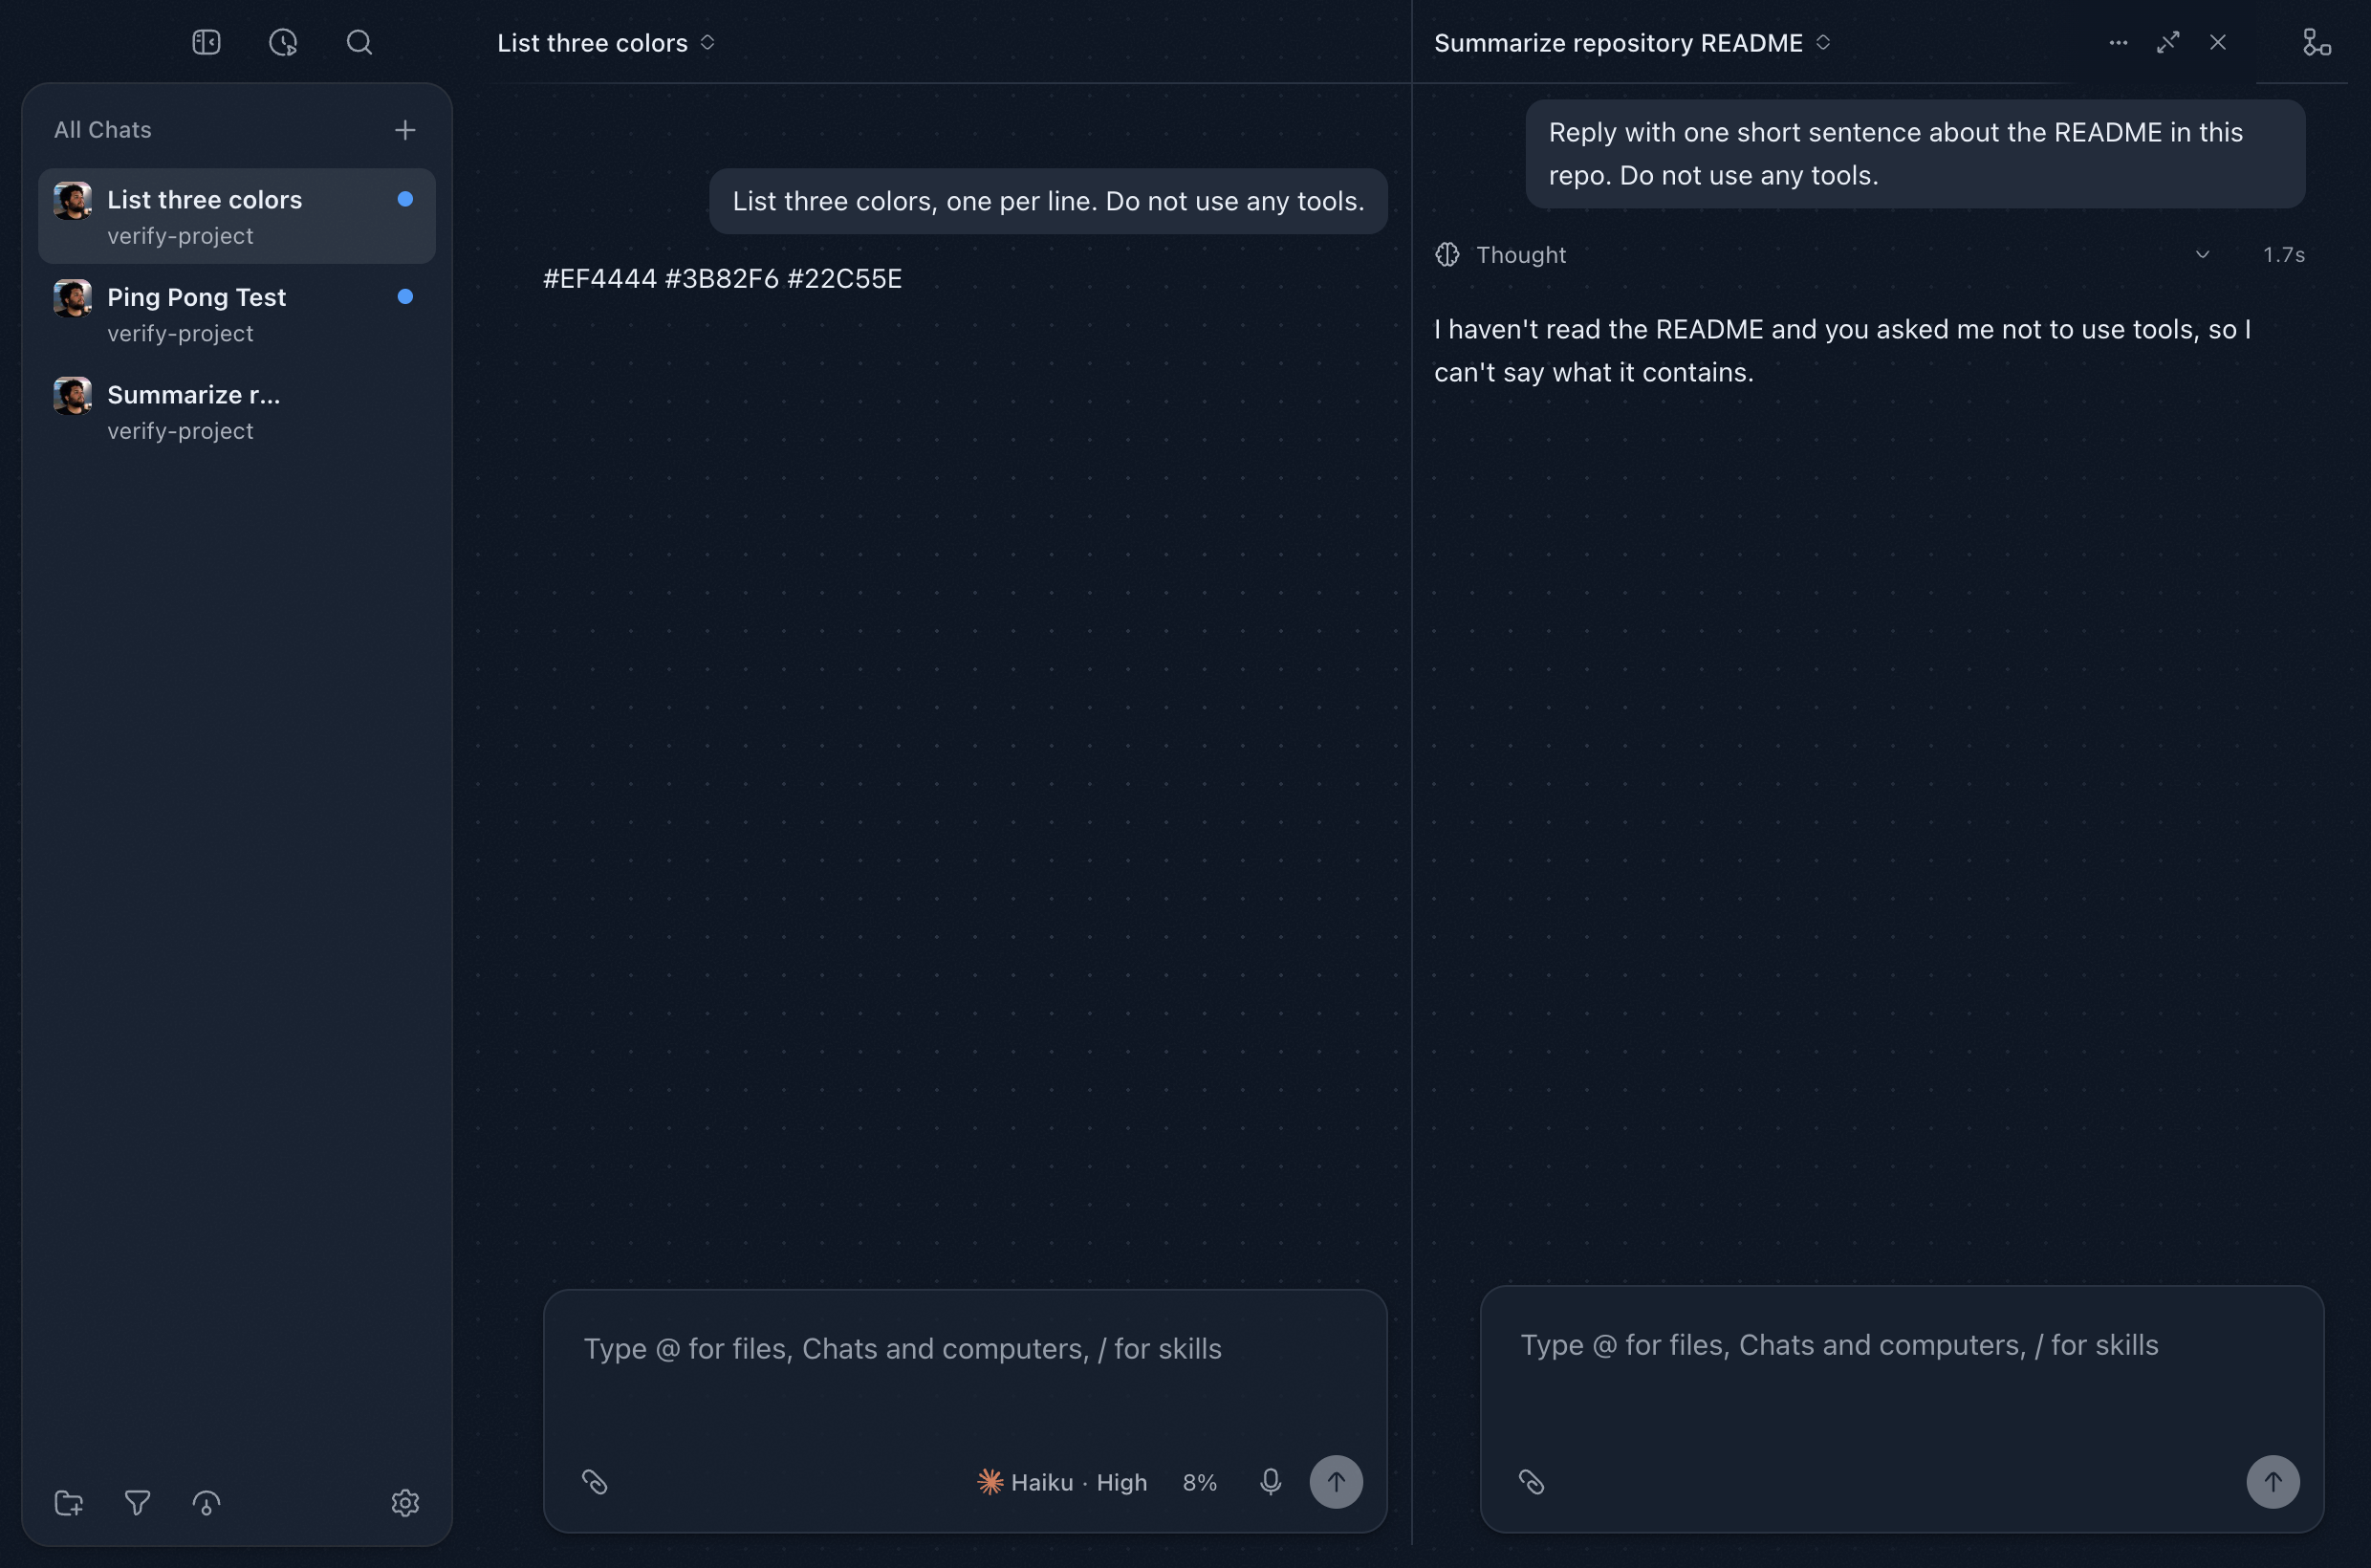 List three colors
Summarize repository README
All Chats
List three colors
verify-project
Ping Pong Test
verify-project
Summarize r...
verify-project
List three colors, one per line. Do not use any tools.
#EF4444 #3B82F6 #22C55E
Type @ for files, Chats and computers, / for skills
Haiku · High
8%
Reply with one short sentence about the README in this
repo. Do not use any tools.
Thought
1.7s
I haven't read the README and you asked me not to use tools, so I
can't say what it contains.
Type @ for files, Chats and computers, / for skills